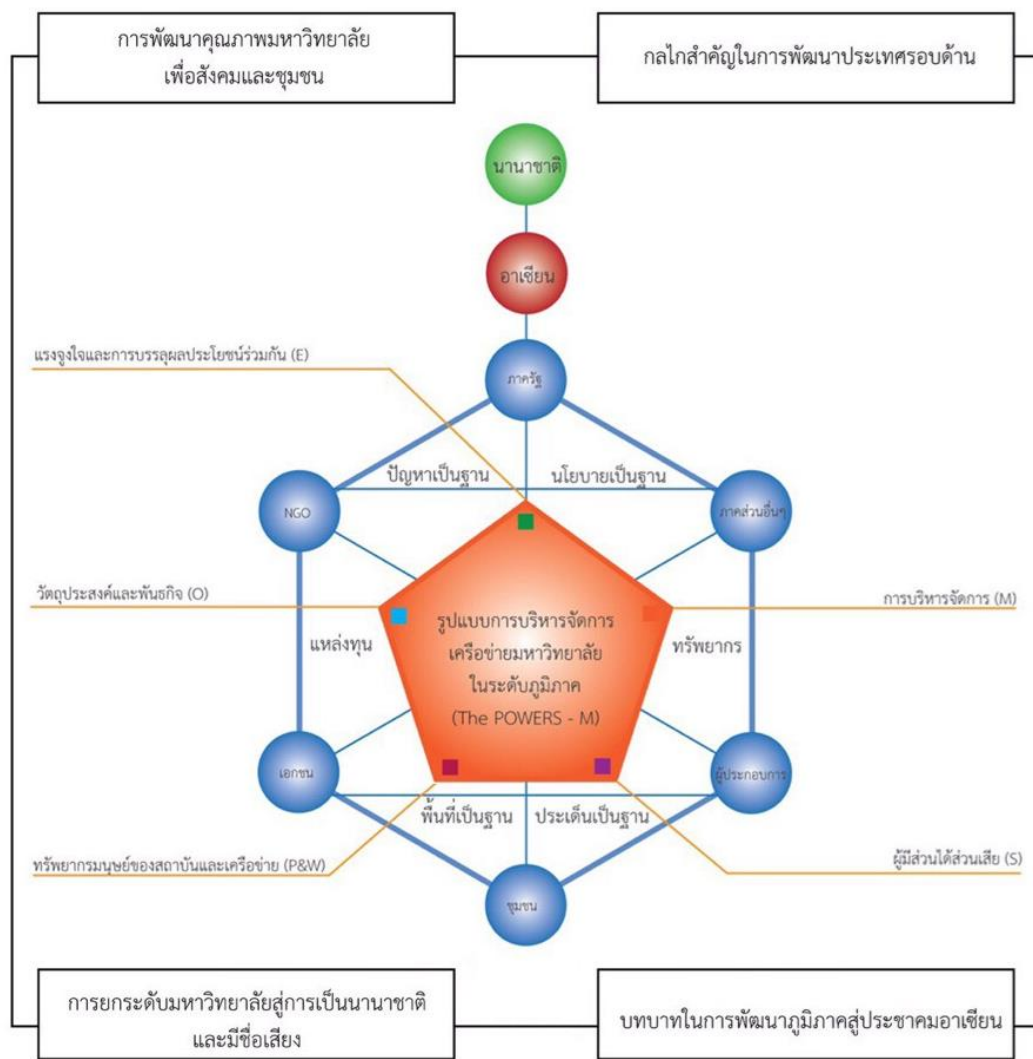 การพัฒนาคุณภาพมหาวิทยาลัย
เพื่อสังคมและชุมชน
กลไกสำคัญในการพัฒนาประเทศรอบด้าน
นานาชาติ
อาเซียน
แรงจูงใจและการบรรลุผลประโยชน์ร่วมกัน (E)
ภาครัฐ
ปัญหาเป็นฐาน
นโยบายเป็นฐาน
NGO
ภาคส่วนอื่นๆ
วัตถุประสงค์และพันธกิจ (O)
การบริหารจัดการ (M)
แหล่งทุน
รูปแบบการบริหารจัดการ
เครือข่ายมหาวิทยาลัย
ในระดับภูมิภาค
(The POWERS - M)
ทรัพยากร
เอกชน
ผู้ประกอบการ
พื้นที่เป็นฐาน
ประเด็นเป็นฐาน
ทรัพยากรมนุษย์ของสถาบันและเครือข่าย (P&W)
ผู้มีส่วนได้ส่วนเสีย (S)
ชุมชน
การยกระดับมหาวิทยาลัยสู่การเป็นนานาชาติ
และมีชื่อเสียง
บทบาทในการพัฒนาภูมิภาคสู่ประชาคมอาเซียน